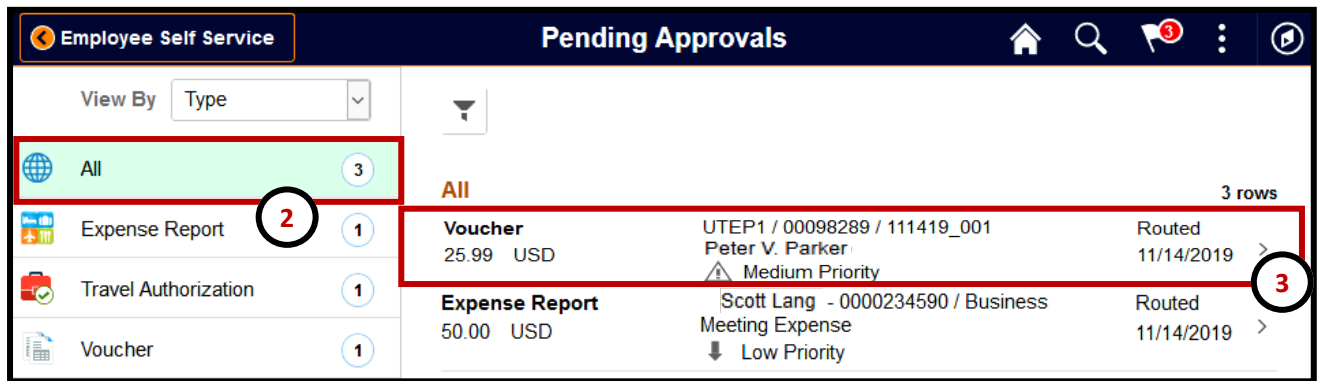 Employee Self Service
Pending Approvals
3
View By Type
All 3
2
Expense Report 1
Travel Authorization 1
Voucher 1
All
3 rows
Voucher UTEP1 / 00098289 / 111419_001 Routed
25.99 USD Peter V. Parker 11/14/2019 >
Medium Priority
3
Expense Report Scott Lang - 0000234590 / Business Routed
50.00 USD Meeting Expense 11/14/2019 >
Low Priority